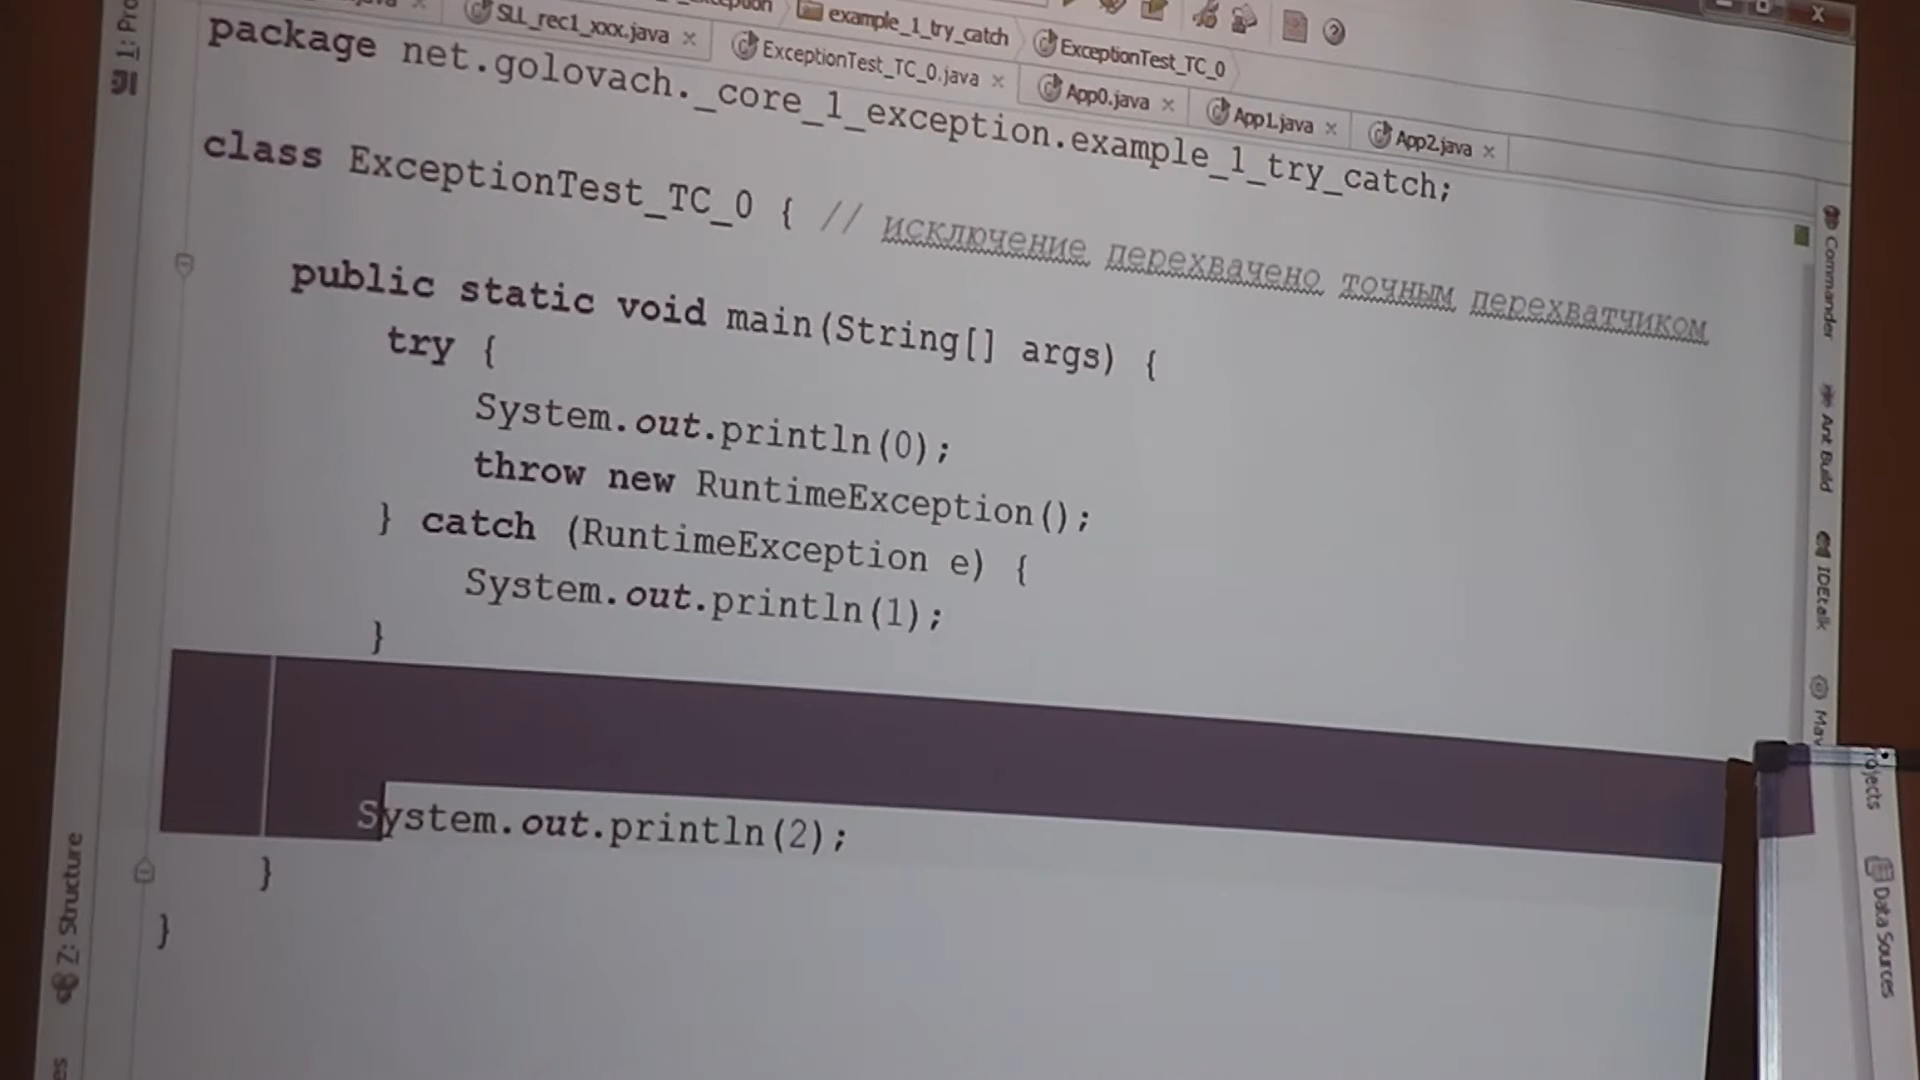 example_1_try_catch ExceptionTest_TC_0
SLL_rec1_xxx.java ExceptionTest_TC_0.java App0.java App1.java App2.java
package net.golovach._core_1_exception.example_1_try_catch;
class ExceptionTest_TC_0 { // исключение перехвачено точным перехватчиком
public static void main(String[] args) {
try {
System.out.println(0);
throw new RuntimeException();
} catch (RuntimeException e) {
System.out.println(1);
}
System.out.println(2);
}
}
Z: Structure
Commander
Ant Build
IDEtalk
Data Sources